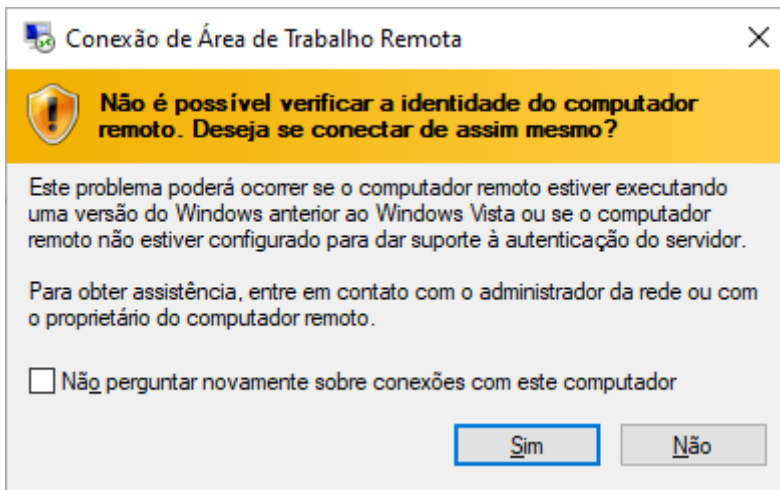 Conexão de Área de Trabalho Remota
Não é possível verificar a identidade do computador
remoto. Deseja se conectar de assim mesmo?
Este problema poderá ocorrer se o computador remoto estiver executando
uma versão do Windows anterior ao Windows Vista ou se o computador
remoto não estiver configurado para dar suporte à autenticação do servidor.
Para obter assistência, entre em contato com o administrador da rede ou com
o proprietário do computador remoto.
Não perguntar novamente sobre conexões com este computador
Sim Não